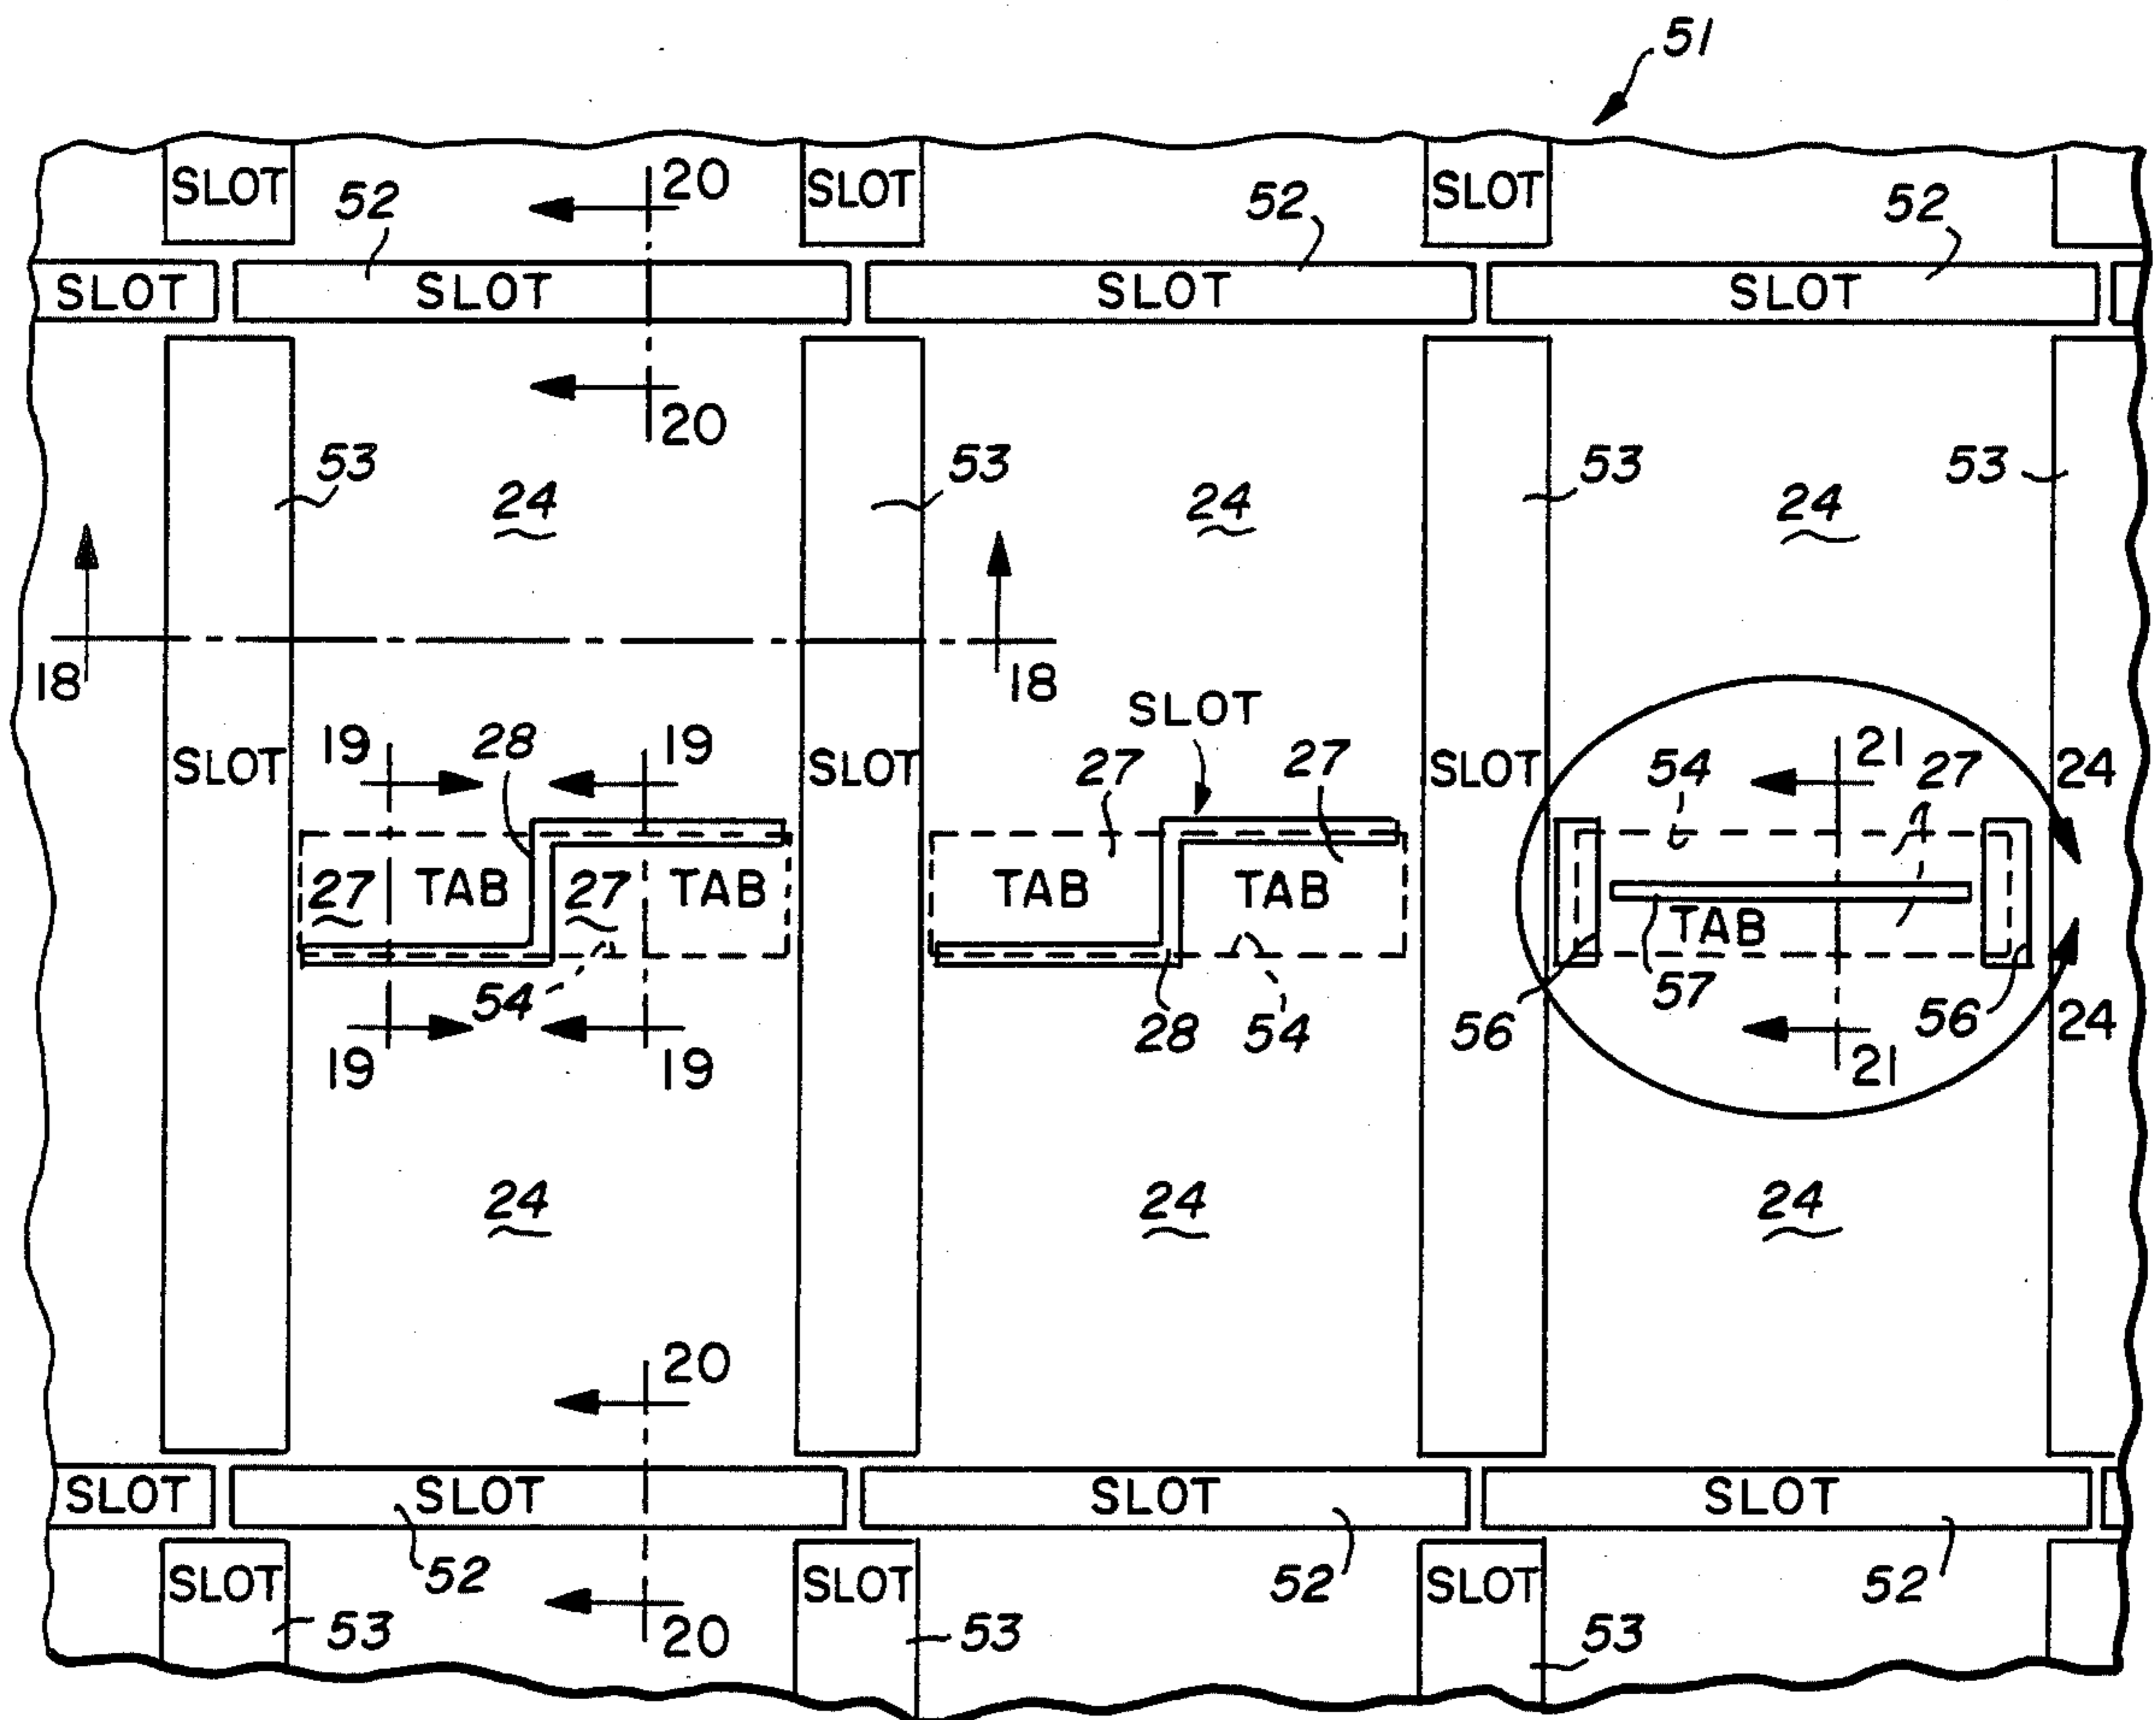 51
SLOT 52 20 SLOT 52 SLOT 52
SLOT SLOT SLOT SLOT
20
53 24 53 24 53 24 53
18 18
SLOT
19 28 19 27 27 54 21 27 24
SLOT SLOT SLOT
27 TAB 27 TAB TAB TAB TAB
54 28 54 56 57 56 24
19 19 21
24 24 24
20
SLOT SLOT SLOT SLOT
52 52 52
SLOT SLOT SLOT
53 20 53 53